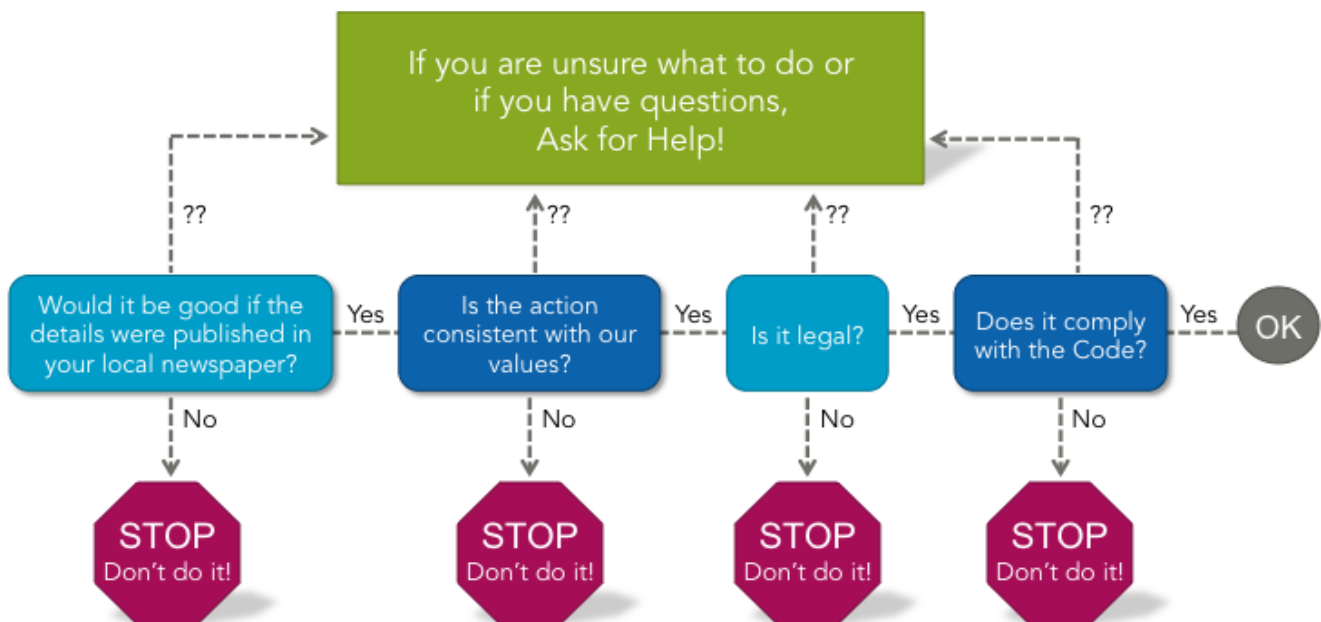 If you are unsure what to do or
if you have questions,
Ask for Help!
??
??
??
??
Would it be good if the
details were published in
your local newspaper?
Yes
Is the action
consistent with our
values?
Yes
Is it legal?
Yes
Does it comply
with the Code?
Yes
OK
No
No
No
No
STOP
Don't do it!
STOP
Don't do it!
STOP
Don't do it!
STOP
Don't do it!